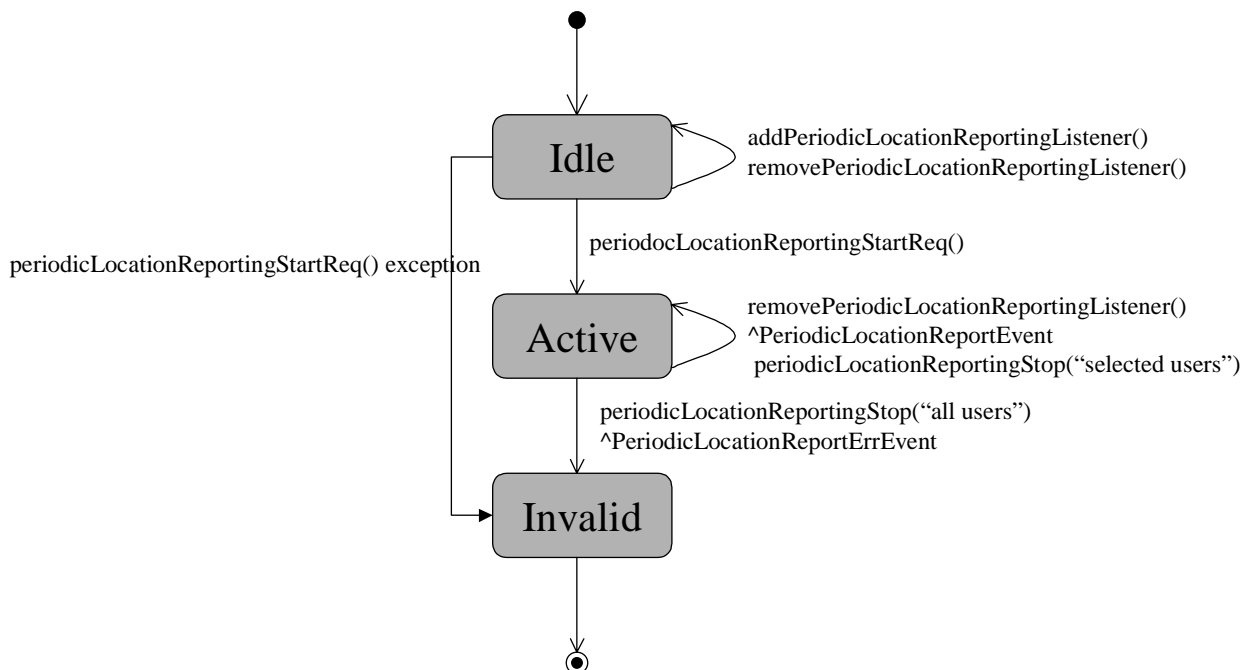 Idle
addPeriodicLocationReportingListener()
removePeriodicLocationReportingListener()
periodocLocationReportingStartReq()
periodicLocationReportingStartReq() exception
Active
removePeriodicLocationReportingListener()
^PeriodicLocationReportEvent
periodicLocationReportingStop(“selected users”)
periodicLocationReportingStop(“all users”)
^PeriodicLocationReportErrEvent
Invalid